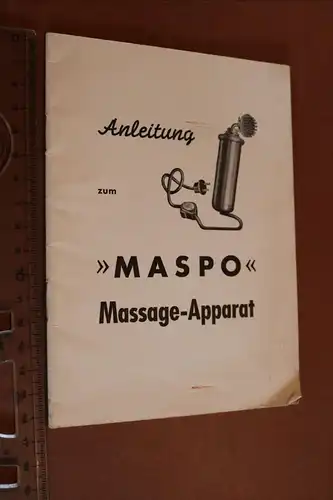 Anleitung
zum
»MASPO«
Massage-Apparat